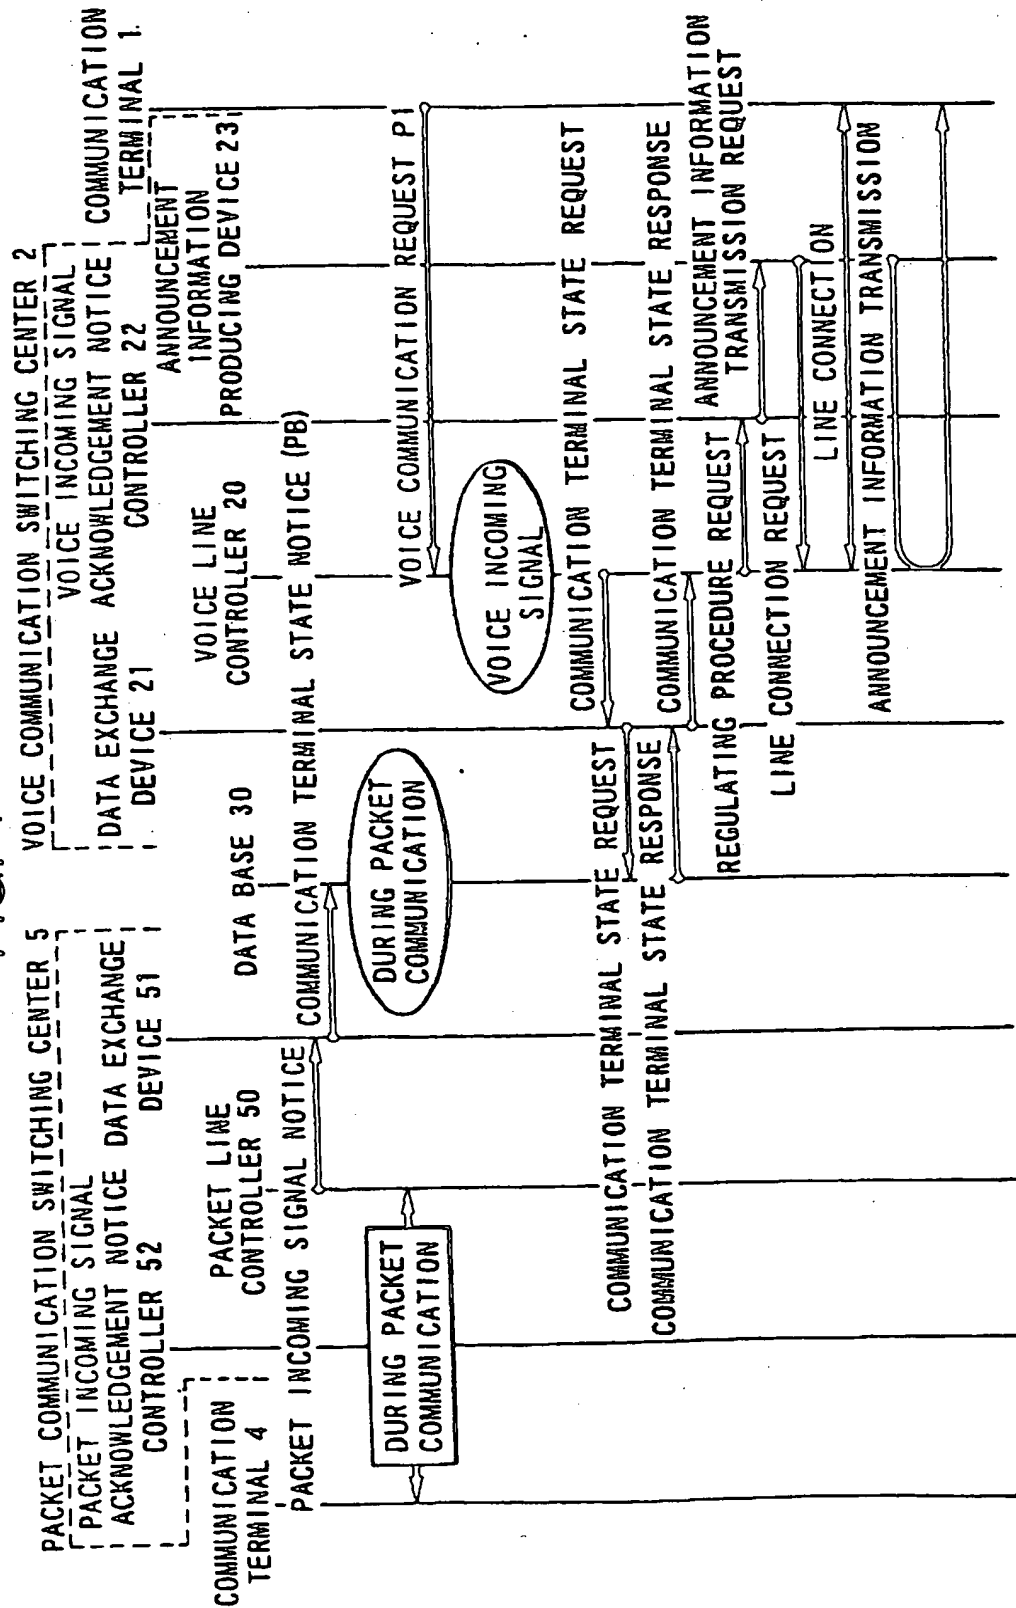 PACKET COMMUNICATION SWITCHING CENTER 5
PACKET INCOMING SIGNAL
ACKNOWLEDGEMENT NOTICE
CONTROLLER 52
DATA EXCHANGE
DEVICE 51
COMMUNICATION
TERMINAL 4
PACKET LINE
CONTROLLER 50
DATA BASE 30
VOICE COMMUNICATION SWITCHING CENTER 2
VOICE INCOMING SIGNAL
DATA EXCHANGE
DEVICE 21
ACKNOWLEDGEMENT NOTICE
CONTROLLER 22
VOICE LINE
CONTROLLER 20
ANNOUNCEMENT
INFORMATION
PRODUCING DEVICE 23
COMMUNICATION
TERMINAL 1
PACKET INCOMING SIGNAL NOTICE
COMMUNICATION TERMINAL STATE NOTICE (PB)
DURING PACKET
COMMUNICATION
DURING PACKET
COMMUNICATION
VOICE COMMUNICATION REQUEST P1
VOICE INCOMING
SIGNAL
COMMUNICATION TERMINAL STATE REQUEST
COMMUNICATION TERMINAL STATE REQUEST
COMMUNICATION TERMINAL STATE RESPONSE
COMMUNICATION TERMINAL STATE RESPONSE
REGULATING PROCEDURE REQUEST
ANNOUNCEMENT INFORMATION
TRANSMISSION REQUEST
LINE CONNECTION REQUEST
LINE CONNECTION
ANNOUNCEMENT INFORMATION TRANSMISSION